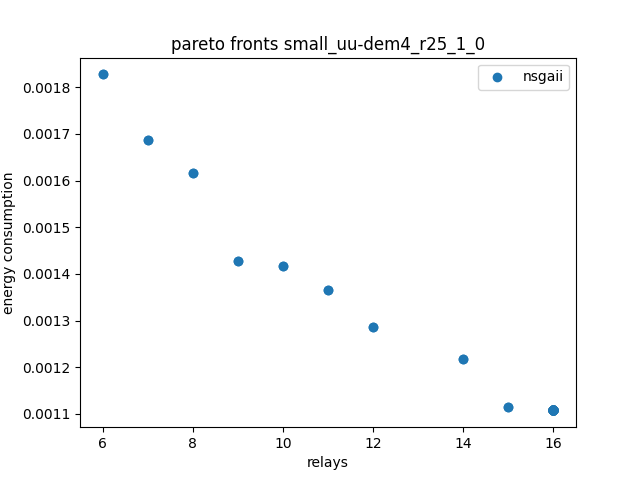 pareto fronts small_uu-dem4_r25_1_0
nsgaii
energy consumption
0.0018
0.0017
0.0016
0.0015
0.0014
0.0013
0.0012
0.0011
6 8 10 12 14 16
relays